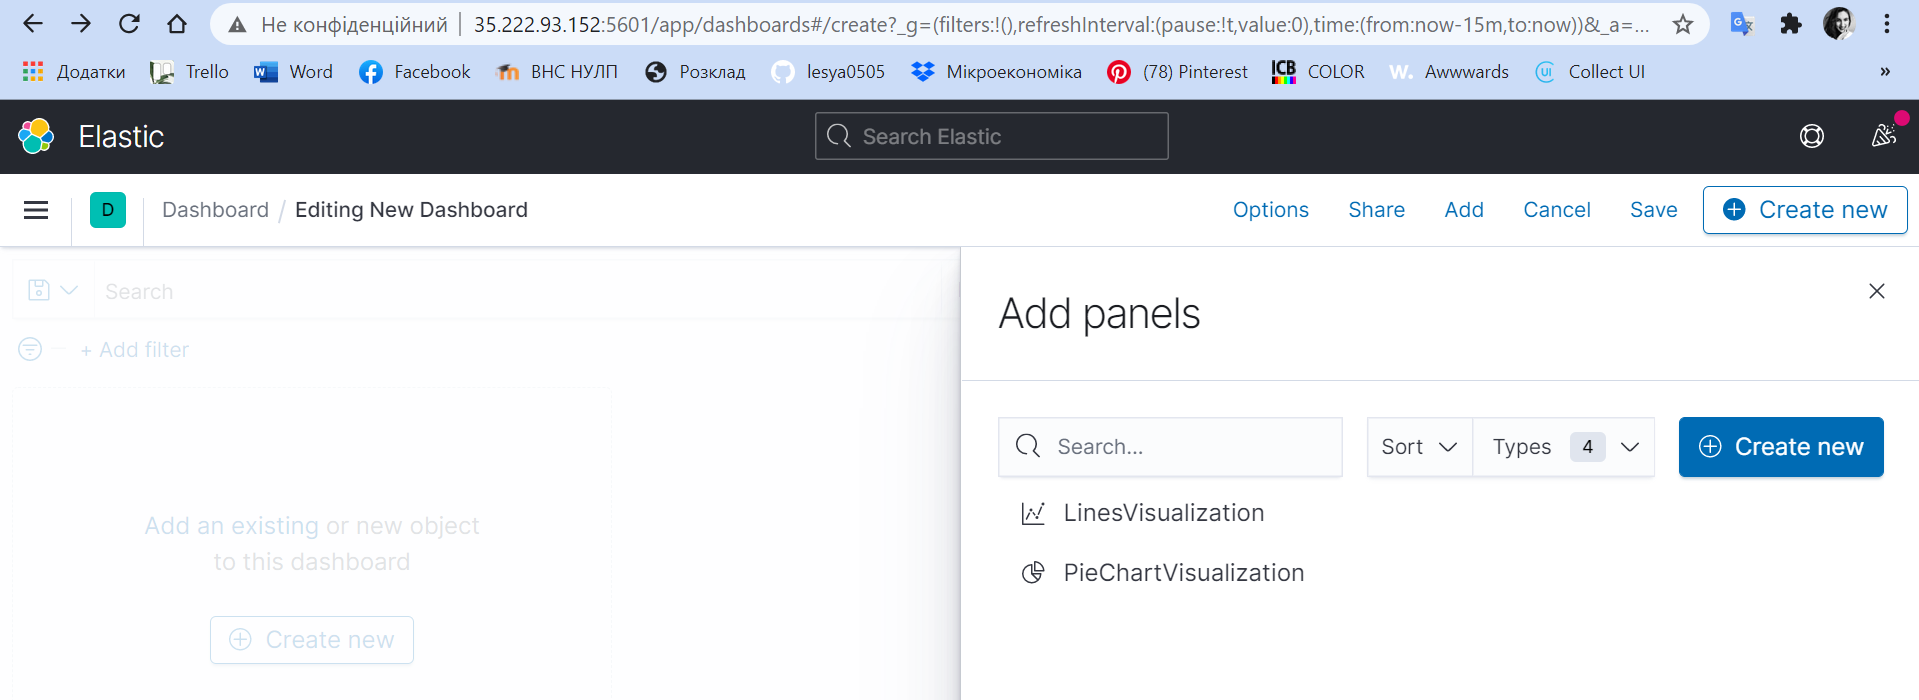 Не конфіденційний | 35.222.93.152:5601/app/dashboards#/create?_g=(filters:!(),refreshInterval:(pause:!t,value:0),time:(from:now-15m,to:now))&_a=...
Додатки Trello Word Facebook ВНС НУЛП Розклад lesya0505 Мікроекономіка (78) Pinterest ICB COLOR W. Awwwards UI Collect UI »
Elastic Search Elastic
D Dashboard / Editing New Dashboard Options Share Add Cancel Save Create new
Search
+ Add filter
Add an existing or new object
to this dashboard
Create new
Add panels
Search... Sort Types 4 Create new
LinesVisualization
PieChartVisualization